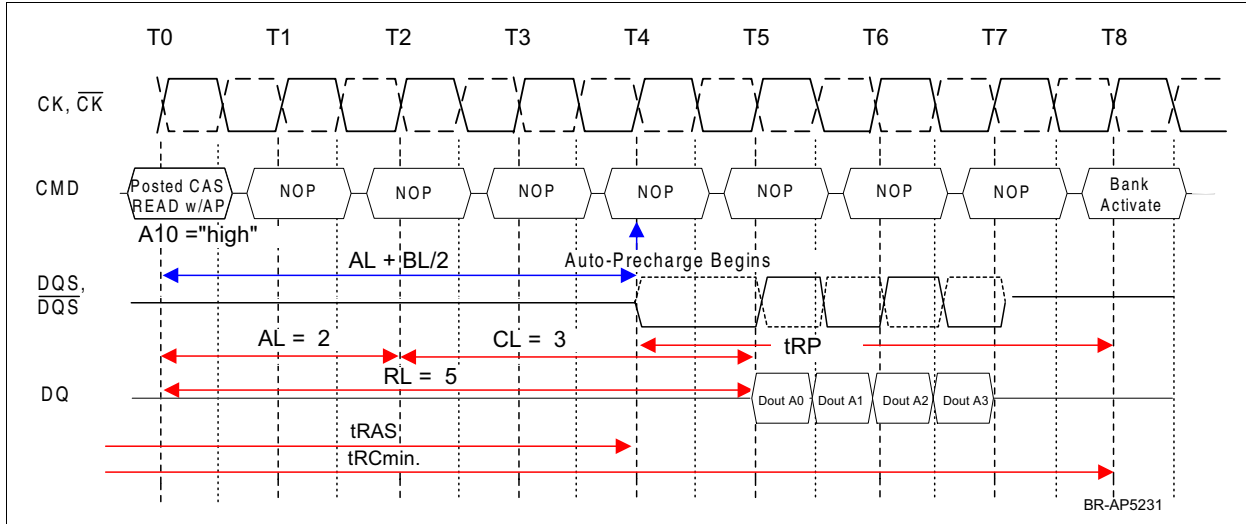 T0 T1 T2 T3 T4 T5 T6 T7 T8
CK, CK
CMD
Posted CAS
READ w/AP
NOP NOP NOP NOP NOP NOP NOP
Bank
Activate
A10 ="high"
AL + BL/2
Auto-Precharge Begins
DQS,
DQS
AL = 2
CL = 3
tRP
RL = 5
DQ
Dout A0 Dout A1 Dout A2 Dout A3
tRAS
tRCmin.
BR-AP5231